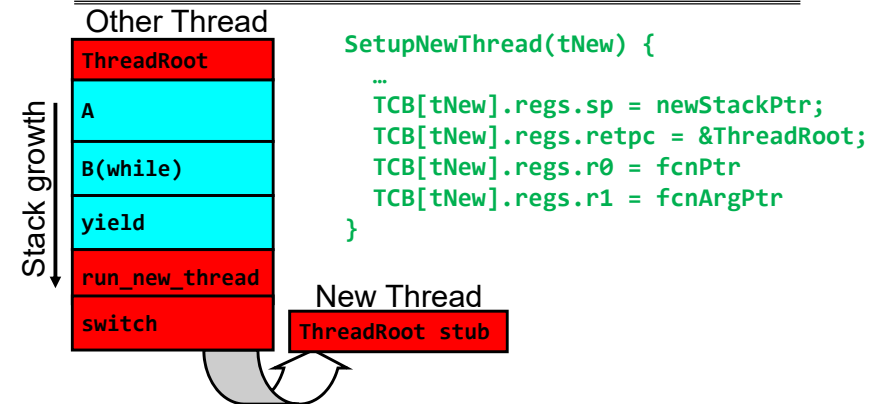 Other Thread
ThreadRoot
A
B(while)
yield
run_new_thread
switch
Stack growth
SetupNewThread(tNew) {
…
TCB[tNew].regs.sp = newStackPtr;
TCB[tNew].regs.retpc = &ThreadRoot;
TCB[tNew].regs.r0 = fcnPtr
TCB[tNew].regs.r1 = fcnArgPtr
}
New Thread
ThreadRoot stub